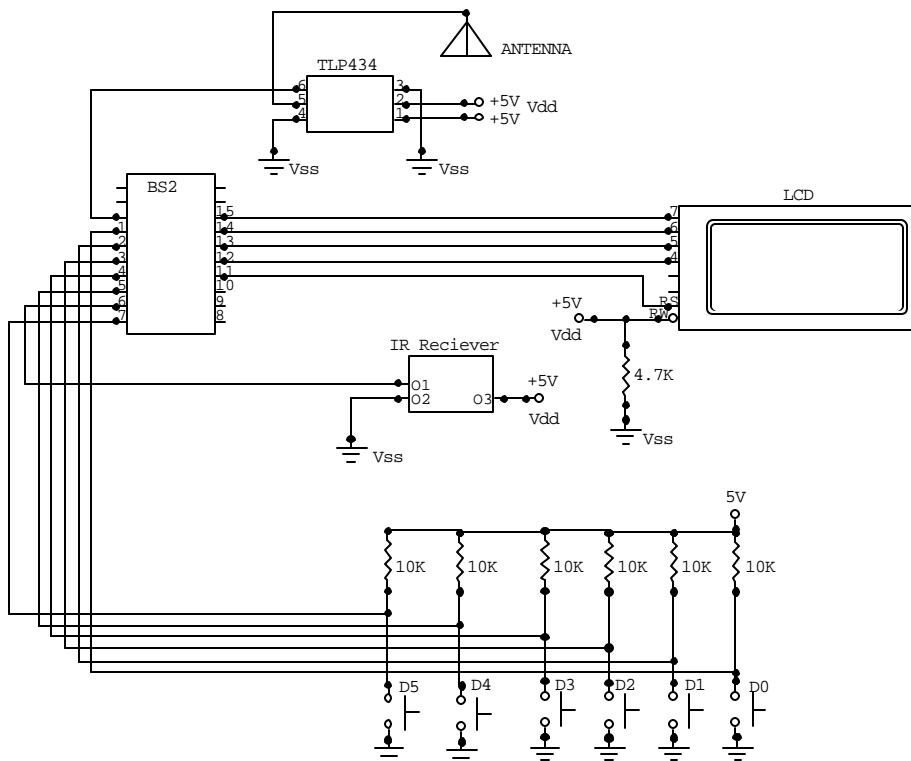 ANTENNA
TLP434
6 3
5 2 +5V Vdd
4 1 +5V
Vss Vss
BS2 LCD
15 7
1 14 6
2 13 5
3 12 4
4 11
5 10
6 9 RS
7 8 RW
+5V
Vdd
IR Reciever
4.7K
O1 +5V
O2 O3
Vdd
Vss
Vss
5V
10K 10K 10K 10K 10K 10K
D5 D4 D3 D2 D1 D0